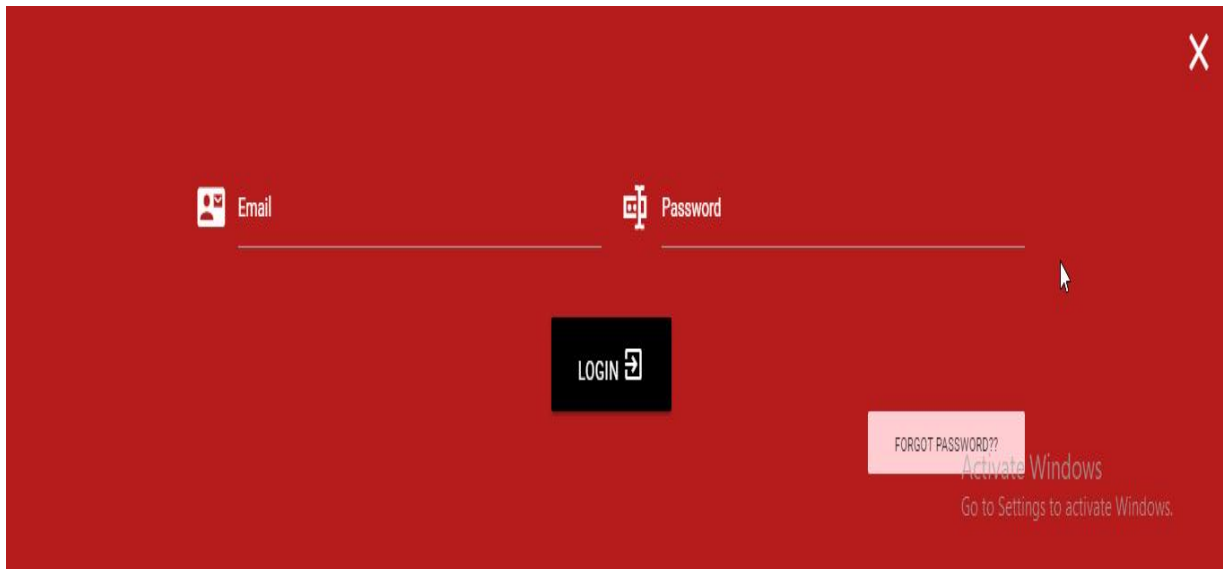 X
Email
Password
LOGIN
FORGOT PASSWORD??
Activate Windows
Go to Settings to activate Windows.